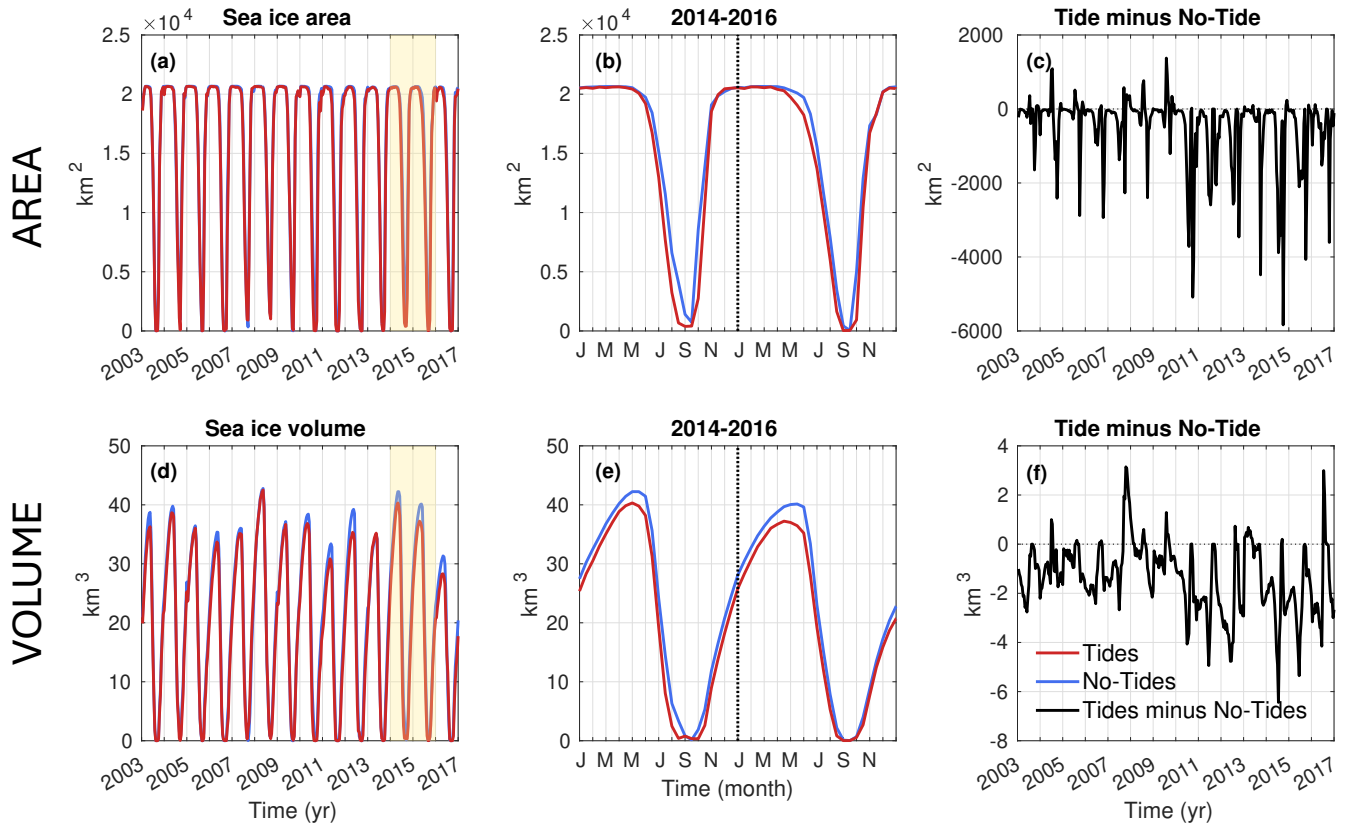 Sea ice area
2014-2016
Tide minus No-Tide
×10⁴
×10⁴
(a)
(b)
(c)
AREA
km²
km²
km²
2.5
2
1.5
1
0.5
0
2003
2005
2007
2009
2011
2013
2015
2017
2.5
2
1.5
1
0.5
0
J M M J S N J M M J S N
2000
0
-2000
-4000
-6000
2003
2005
2007
2009
2011
2013
2015
2017
Sea ice volume
2014-2016
Tide minus No-Tide
(d)
(e)
(f)
VOLUME
km³
km³
km³
50
40
30
20
10
0
2003
2005
2007
2009
2011
2013
2015
2017
Time (yr)
50
40
30
20
10
0
J M M J S N J M M J S N
Time (month)
4
2
0
-2
-4
-6
-8
Tides
No-Tides
Tides minus No-Tides
2003
2005
2007
2009
2011
2013
2015
2017
Time (yr)